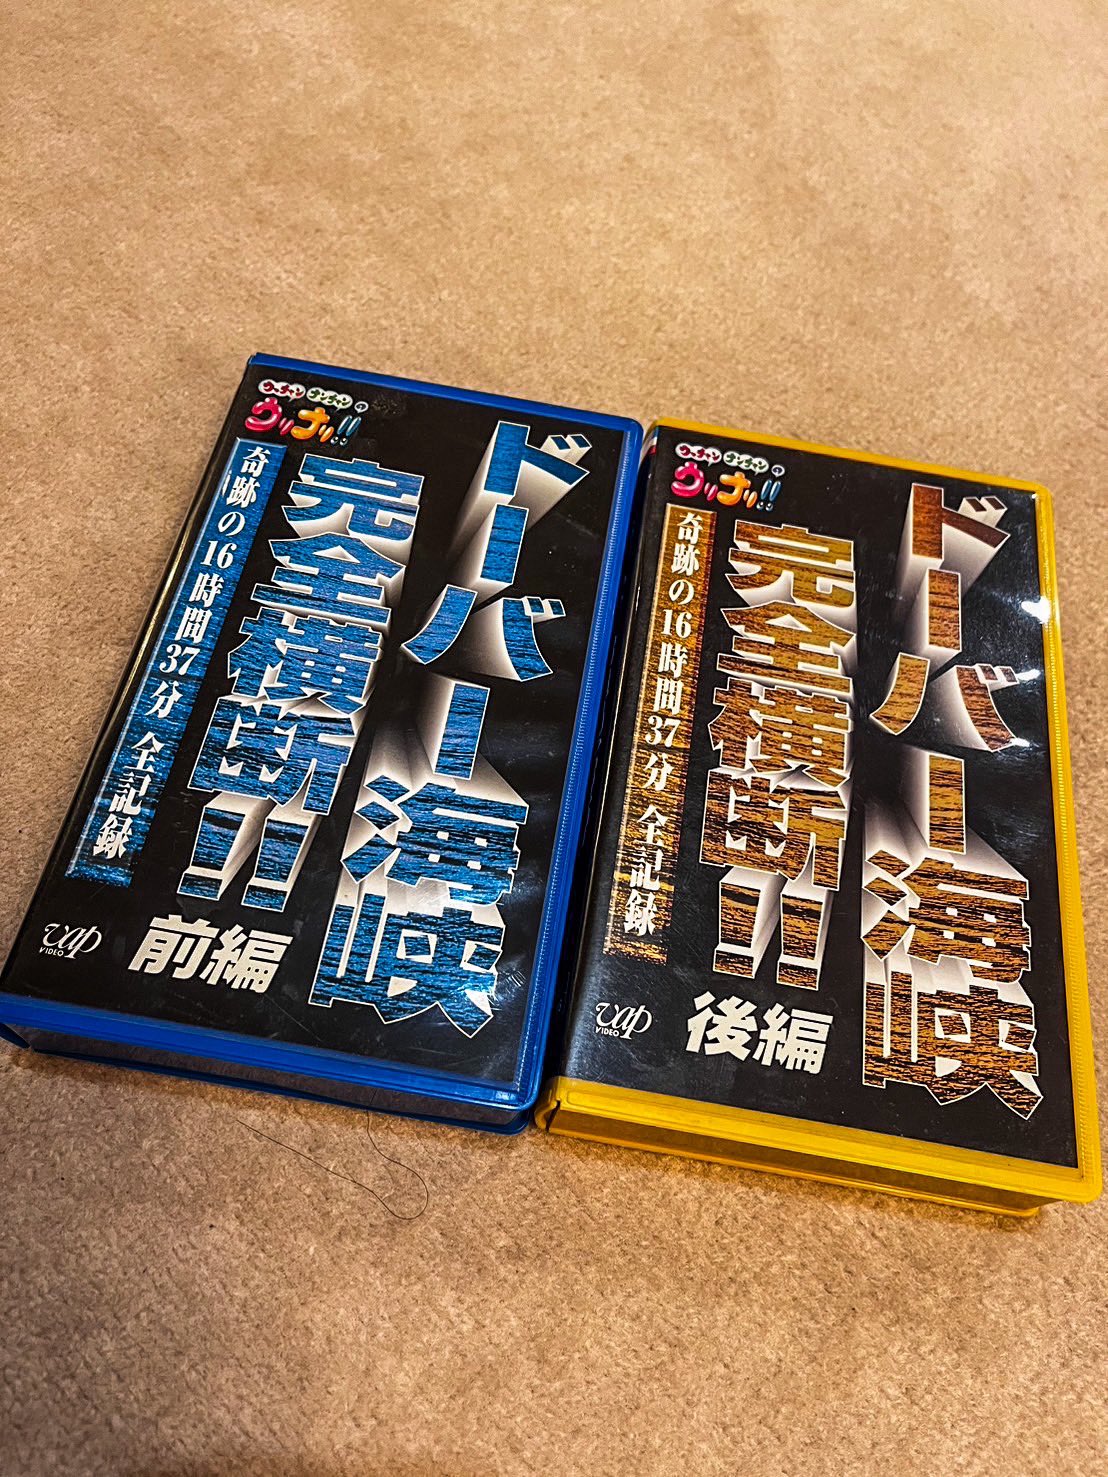 ウッチャンナンチャンの
ウリナリ!!
ドーバー海峡
完全横断!!
奇跡の16時間37分 全記録
前編
vap
VIDEO
ウッチャンナンチャンの
ウリナリ!!
ドーバー海峡
完全横断!!
奇跡の16時間37分 全記録
後編
vap
VIDEO